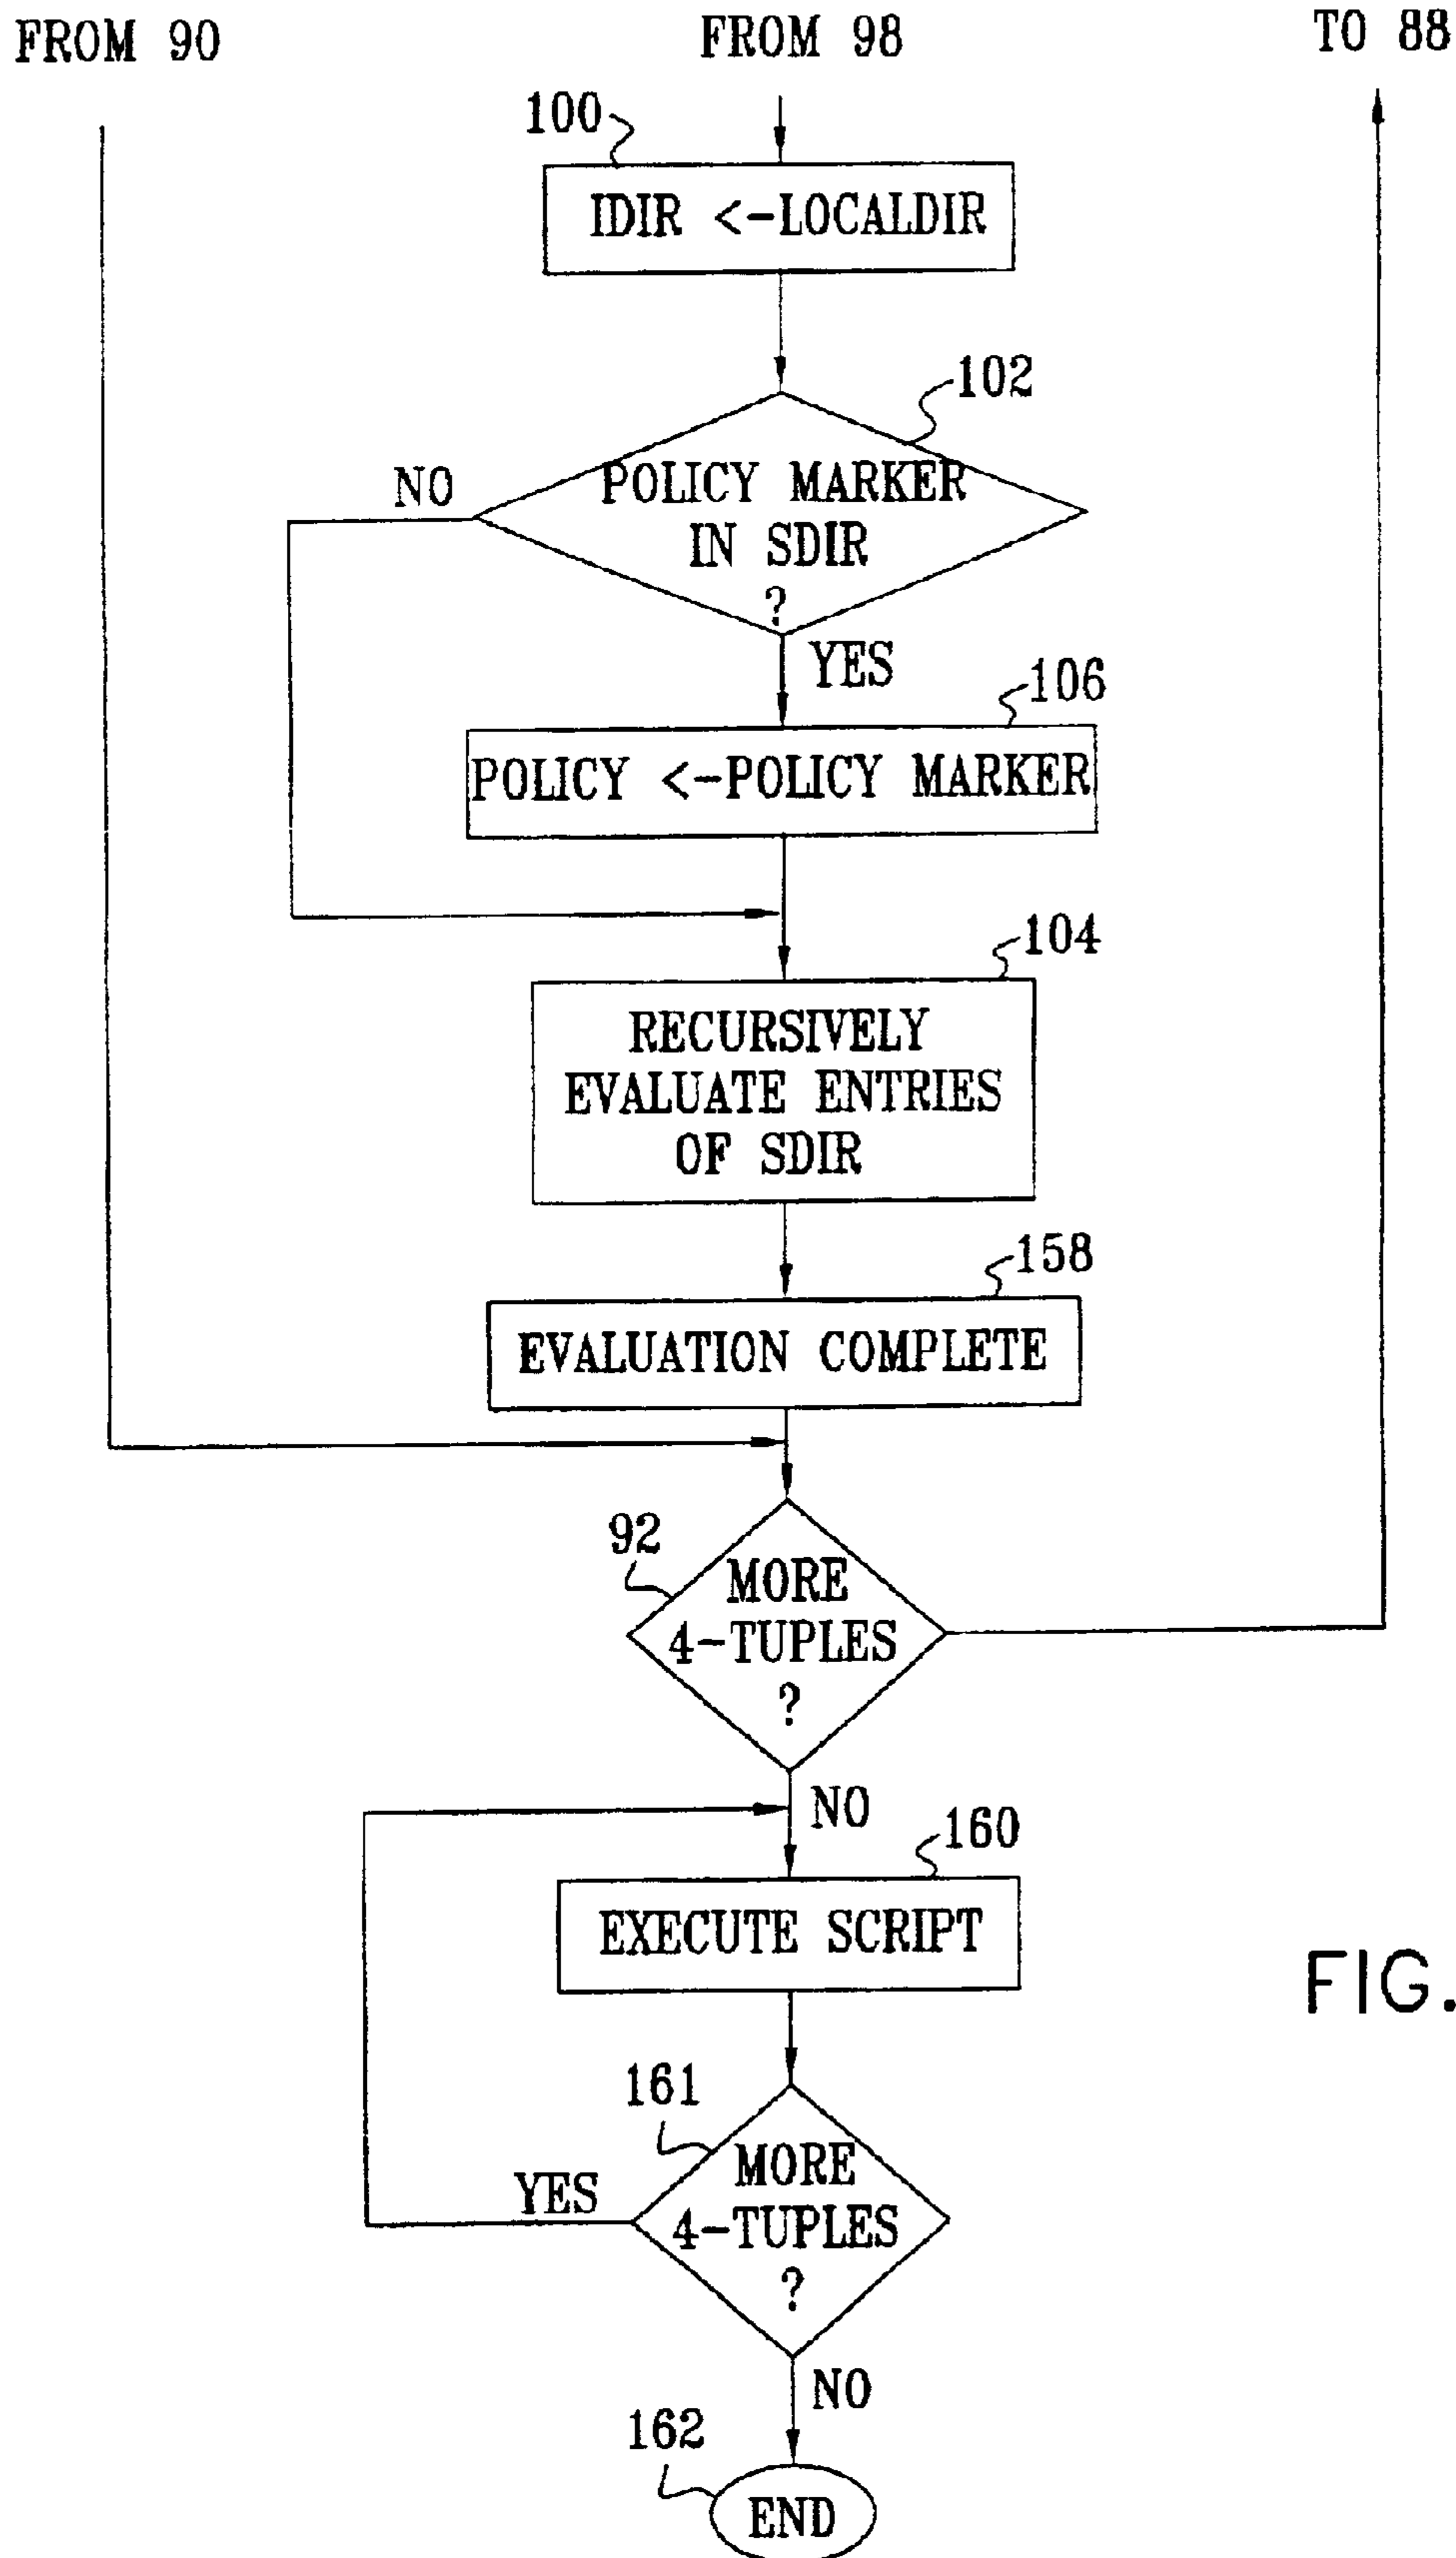 FROM 90
FROM 98
TO 88
100
IDIR <-LOCALDIR
102
NO
POLICY MARKER
IN SDIR
?
YES
106
POLICY <-POLICY MARKER
104
RECURSIVELY
EVALUATE ENTRIES
OF SDIR
158
EVALUATION COMPLETE
92
MORE
4-TUPLES
?
NO
160
EXECUTE SCRIPT
FIG.
161
MORE
4-TUPLES
?
YES
NO
162
END